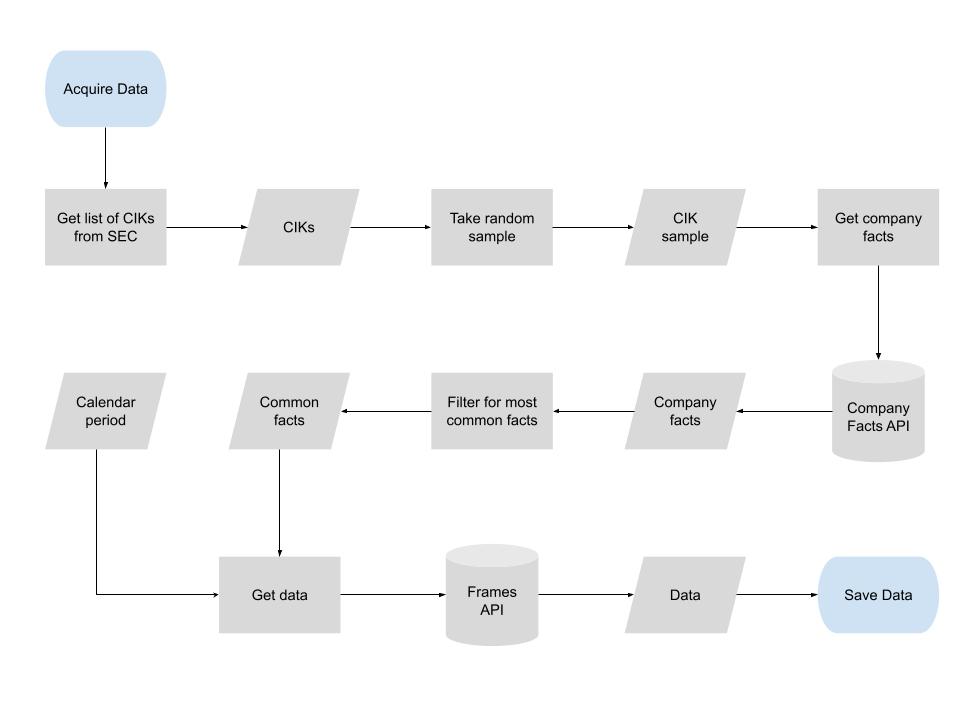 Acquire Data
Get list of CIKs
from SEC
CIKs
Take random
sample
CIK
sample
Get company
facts
Calendar
period
Common
facts
Filter for most
common facts
Company
facts
Company
Facts API
Get data
Frames
API
Data
Save Data